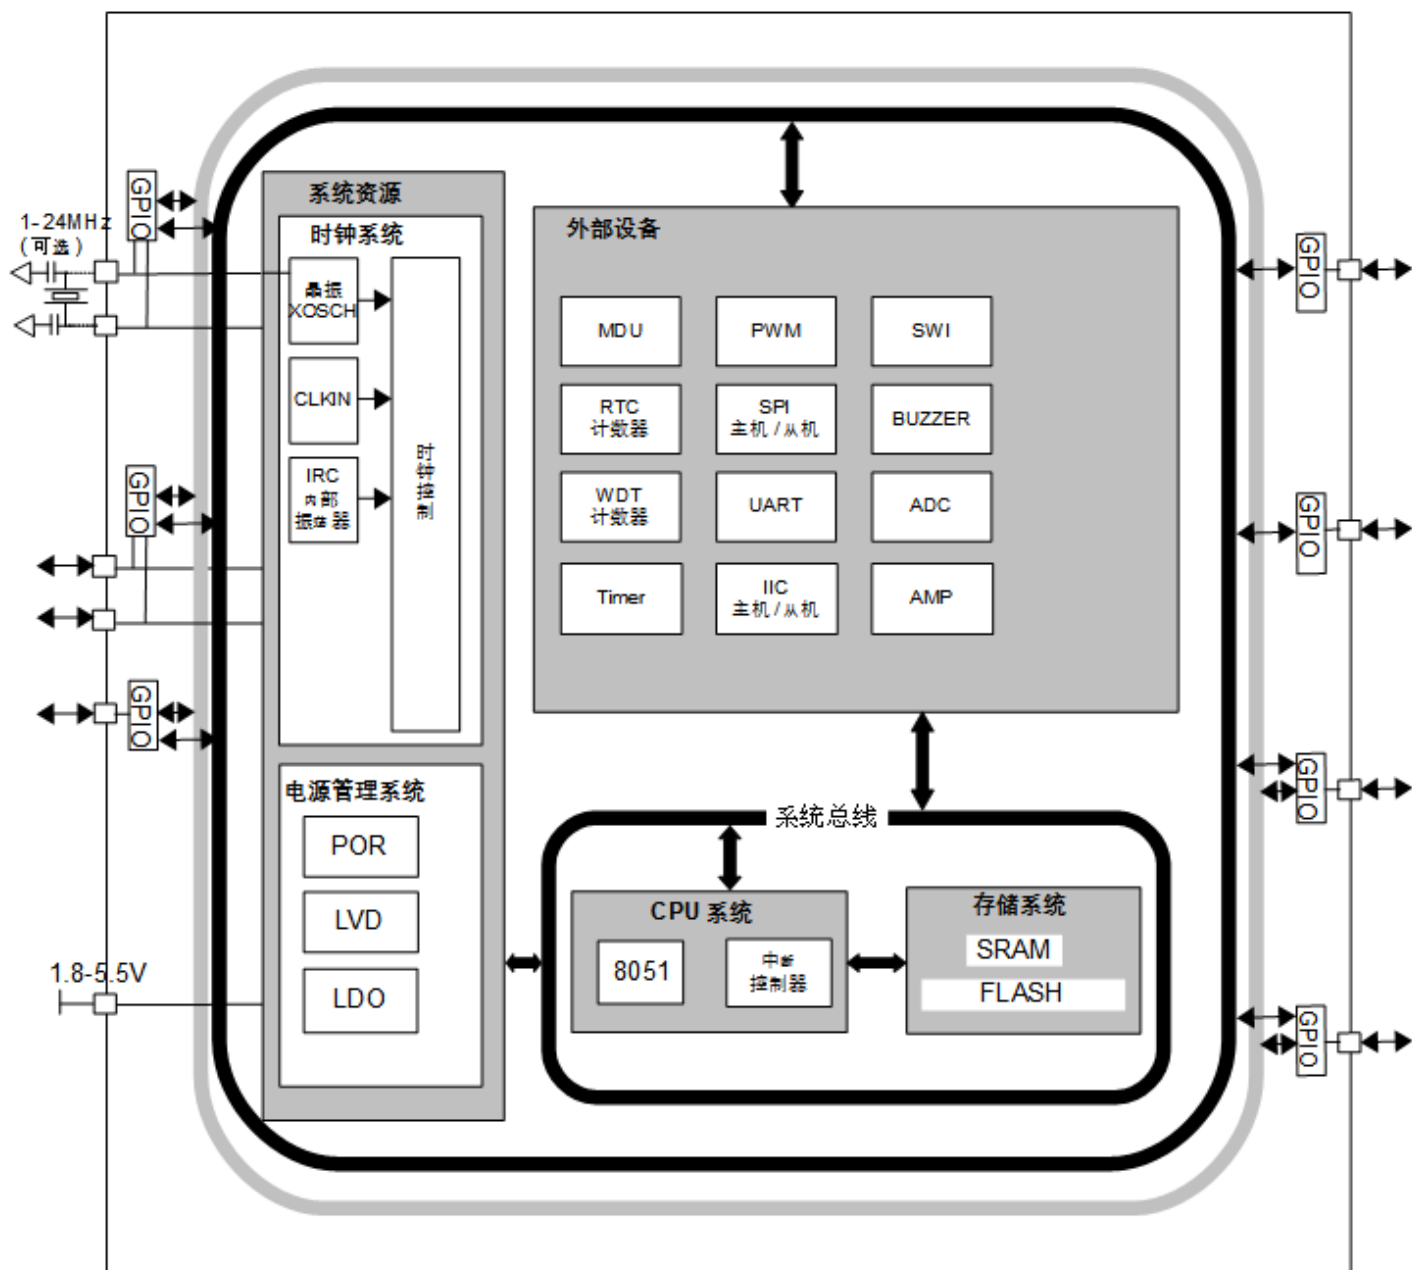 系统资源
时钟系统
1-24MHz
(可选)
晶振
XOSCH
CLKIN
IRC
内部
振荡器
时钟控制
电源管理系统
POR
LVD
LDO
1.8-5.5V
GPIO
GPIO
GPIO
外部设备
MDU
PWM
SWI
RTC
计数器
SPI
主机/从机
BUZZER
WDT
计数器
UART
ADC
Timer
IIC
主机/从机
AMP
系统总线
CPU 系统
8051
中断
控制器
存储系统
SRAM
FLASH
GPIO
GPIO
GPIO
GPIO